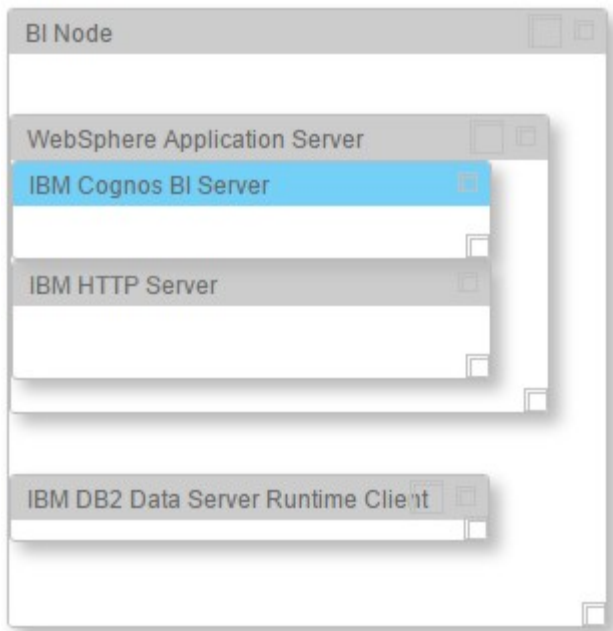 BI Node
WebSphere Application Server
IBM Cognos BI Server
IBM HTTP Server
IBM DB2 Data Server Runtime Client